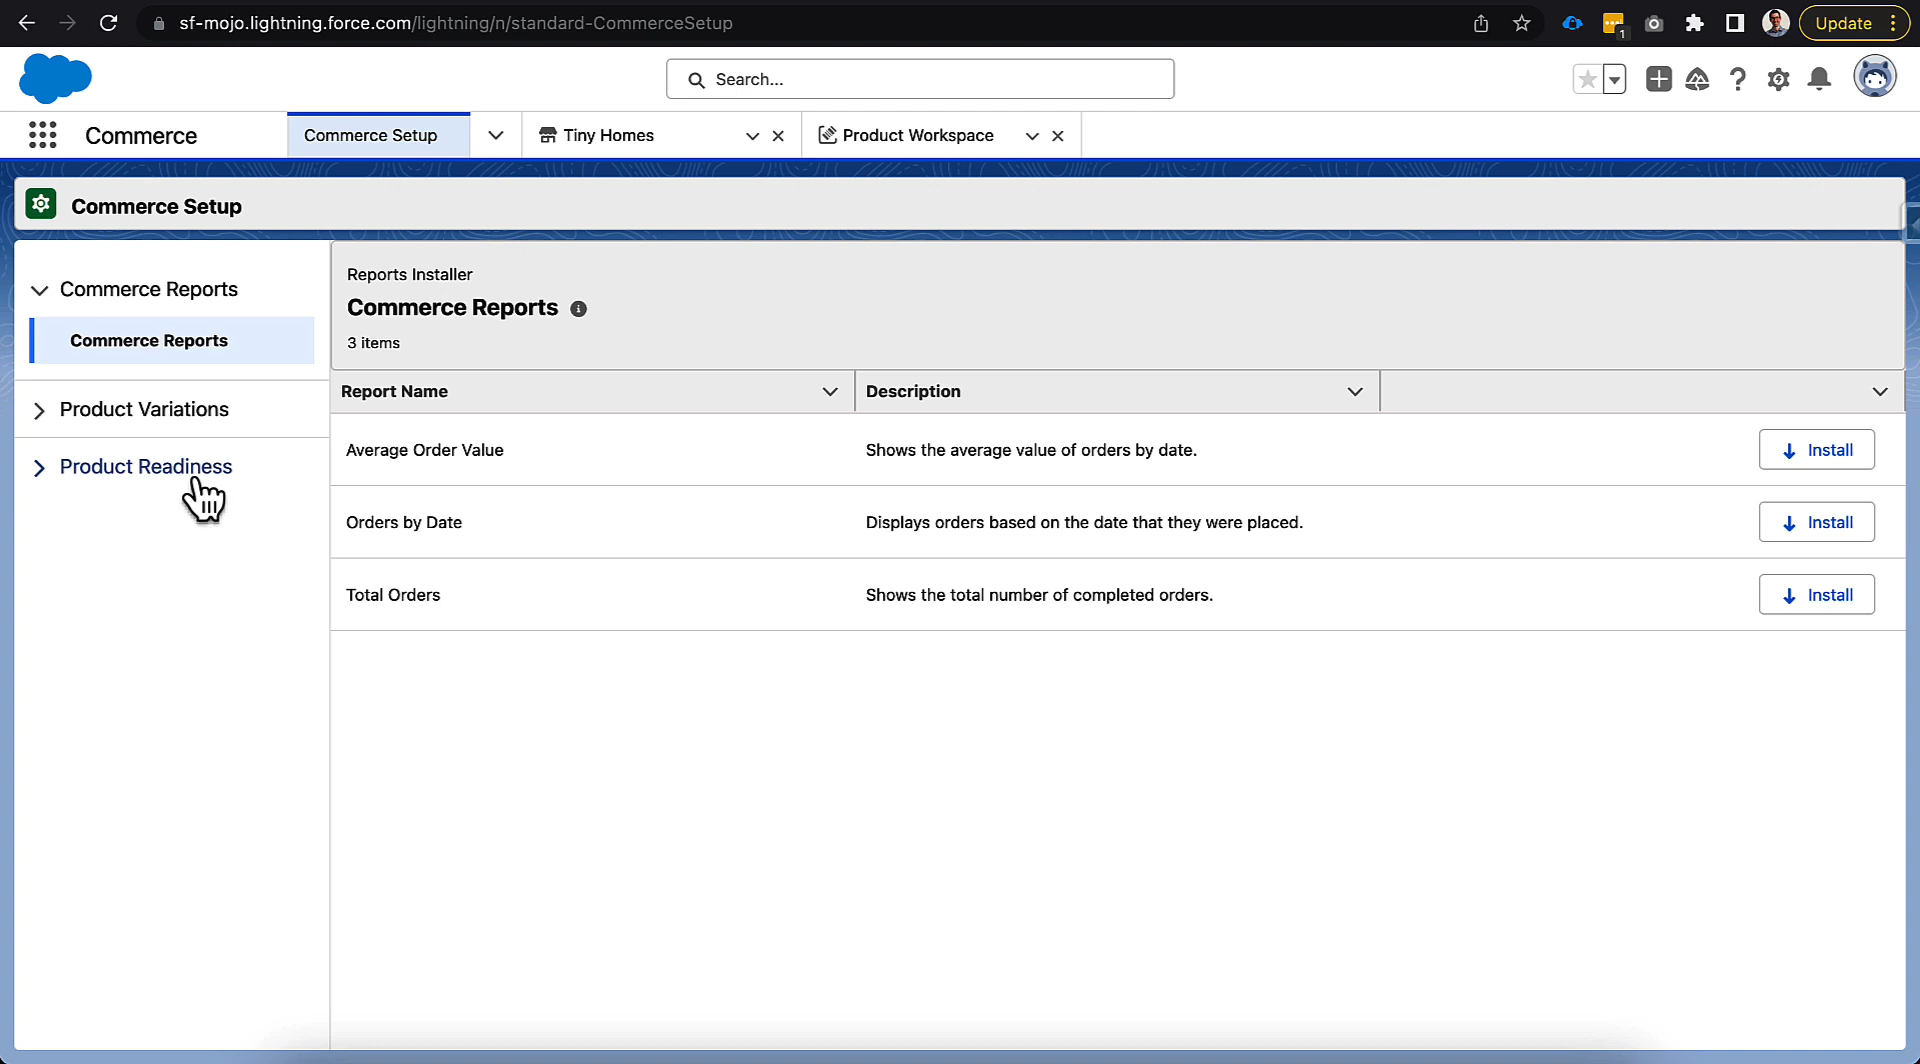 sf-mojo.lightning.force.com/lightning/n/standard-CommerceSetup
1
Update
Search...
Commerce
Commerce Setup
Tiny Homes
Product Workspace
Commerce Setup
Commerce Reports
Commerce Reports
Product Variations
Product Readiness
Reports Installer
Commerce Reports
3 items
Report Name
Description
Average Order Value
Shows the average value of orders by date.
Install
Orders by Date
Displays orders based on the date that they were placed.
Install
Total Orders
Shows the total number of completed orders.
Install